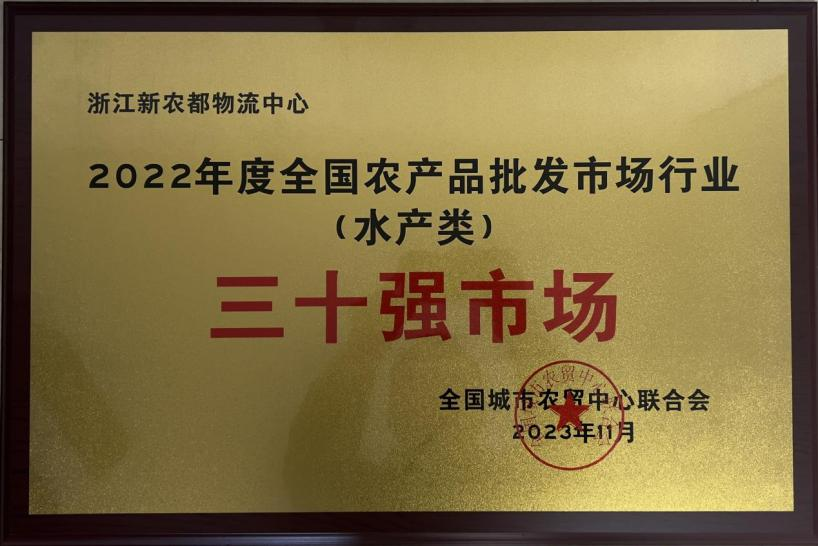 浙江新农都物流中心
2022年度全国农产品批发市场行业
（水产类）
三十强市场
全国城市农贸中心联合会
2023年11月